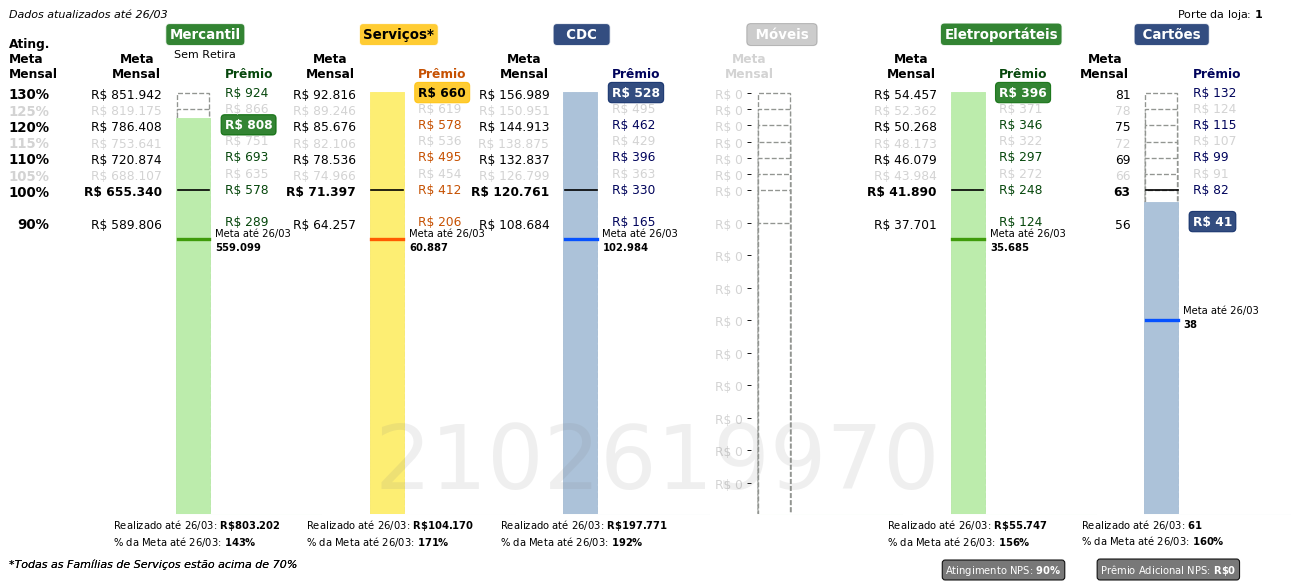 Dados atualizados até 26/03
Porte da loja: 1
Mercantil Serviços* CDC Móveis Eletroportáteis Cartões
Sem Retira
Ating. Meta Mensal
Meta Mensal Prêmio Meta Mensal Prêmio Meta Mensal Prêmio Meta Mensal Meta Mensal Prêmio Meta Mensal Prêmio
130% R$ 851.942 R$ 924 R$ 92.816 R$ 660 R$ 156.989 R$ 528 R$ 0 R$ 54.457 R$ 396 81 R$ 132
125% R$ 819.175 R$ 866 R$ 89.246 R$ 619 R$ 150.951 R$ 495 R$ 0 R$ 52.362 R$ 371 78 R$ 124
120% R$ 786.408 R$ 808 R$ 85.676 R$ 578 R$ 144.913 R$ 462 R$ 0 R$ 50.268 R$ 346 75 R$ 115
115% R$ 753.641 R$ 751 R$ 82.106 R$ 536 R$ 138.875 R$ 429 R$ 0 R$ 48.173 R$ 322 72 R$ 107
110% R$ 720.874 R$ 693 R$ 78.536 R$ 495 R$ 132.837 R$ 396 R$ 0 R$ 46.079 R$ 297 69 R$ 99
105% R$ 688.107 R$ 635 R$ 74.966 R$ 454 R$ 126.799 R$ 363 R$ 0 R$ 43.984 R$ 272 66 R$ 91
100% R$ 655.340 R$ 578 R$ 71.397 R$ 412 R$ 120.761 R$ 330 R$ 0 R$ 41.890 R$ 248 63 R$ 82
90% R$ 589.806 R$ 289 R$ 64.257 R$ 206 R$ 108.684 R$ 165 R$ 0 R$ 37.701 R$ 124 56 R$ 41
Meta até 26/03 Meta até 26/03 Meta até 26/03 Meta até 26/03
559.099 60.887 102.984 35.685
R$ 0
R$ 0
Meta até 26/03
38
R$ 0
R$ 0
R$ 0
R$ 0
R$ 0
R$ 0
2102619970
Realizado até 26/03: R$803.202 Realizado até 26/03: R$104.170 Realizado até 26/03: R$197.771 Realizado até 26/03: R$55.747 Realizado até 26/03: 61
% da Meta até 26/03: 143% % da Meta até 26/03: 171% % da Meta até 26/03: 192% % da Meta até 26/03: 156% % da Meta até 26/03: 160%
*Todas as Famílias de Serviços estão acima de 70%
Atingimento NPS: 90% Prêmio Adicional NPS: R$0